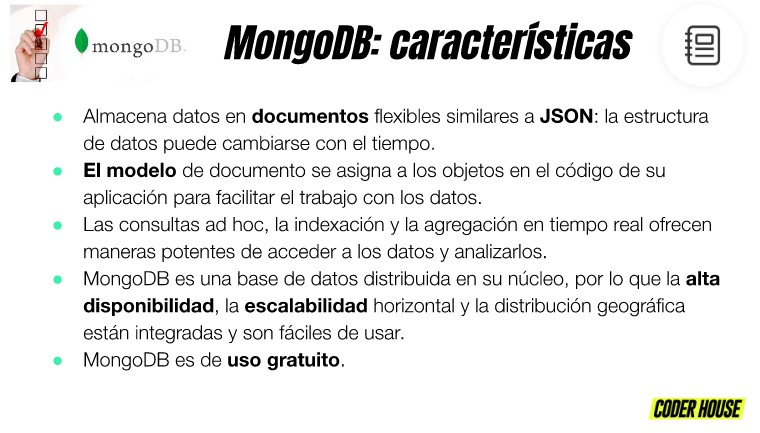 mongoDB.
MongoDB: características
● Almacena datos en documentos flexibles similares a JSON: la estructura
de datos puede cambiarse con el tiempo.
● El modelo de documento se asigna a los objetos en el código de su
aplicación para facilitar el trabajo con los datos.
● Las consultas ad hoc, la indexación y la agregación en tiempo real ofrecen
maneras potentes de acceder a los datos y analizarlos.
● MongoDB es una base de datos distribuida en su núcleo, por lo que la alta
disponibilidad, la escalabilidad horizontal y la distribución geográfica
están integradas y son fáciles de usar.
● MongoDB es de uso gratuito.
CODER HOUSE